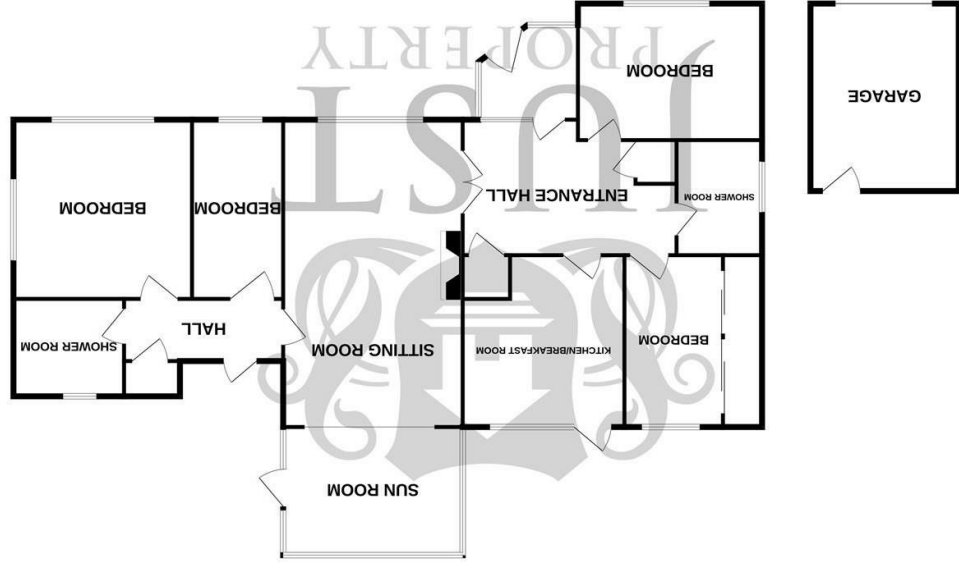 SUN ROOM
BEDROOM
KITCHEN/BREAKFAST ROOM
SITTING ROOM
HALL
SHOWER ROOM
SHOWER ROOM
ENTRANCE HALL
BEDROOM
BEDROOM
GARAGE
BEDROOM
JUST
PROPERTY